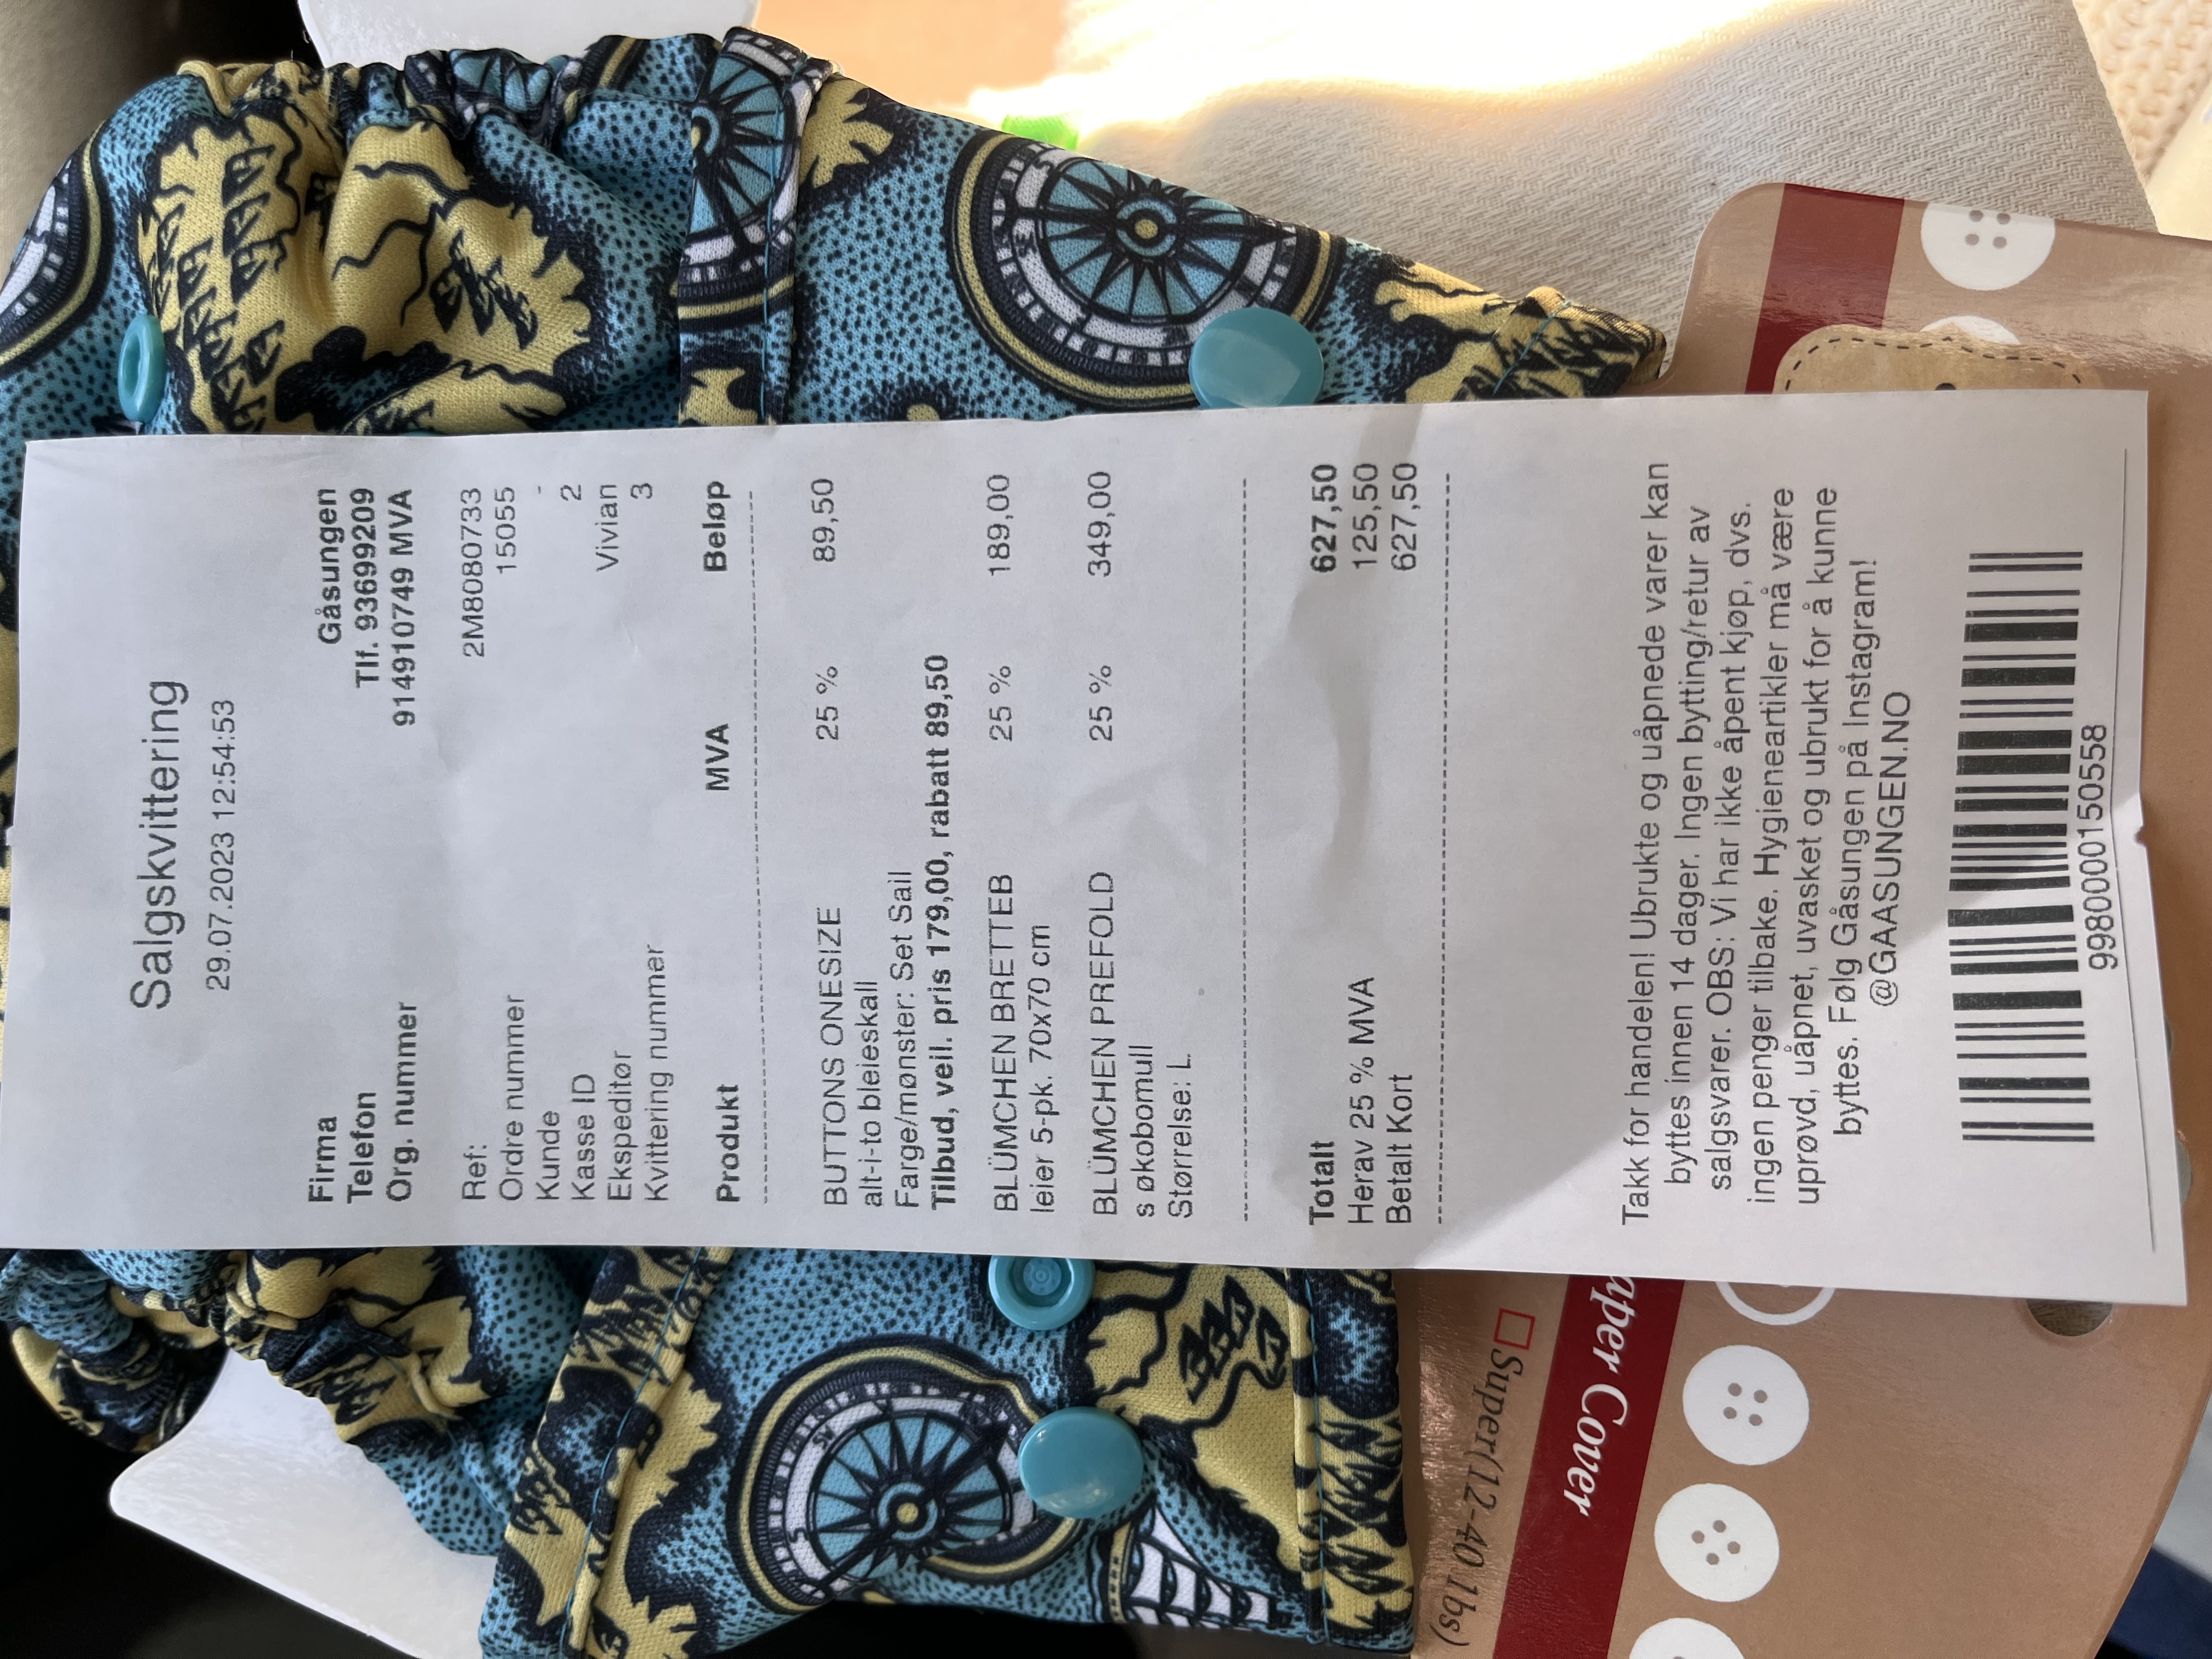 Salgskvittering
29.07.2023 12:54:53
Firma Gåsungen
Telefon Tlf. 93699209
Org. nummer 914910749 MVA
Ref: 2M8080733
Ordre nummer 15055
Kunde -
Kasse ID 2
Ekspeditør Vivian
Kvittering nummer 3
Produkt MVA Beløp
BUTTONS ONESIZE 25 % 89,50
alt-i-to bleieskall
Farge/mønster: Set Sail
Tilbud, veil. pris 179,00, rabatt 89,50
BLÜMCHEN BRETTEB 25 % 189,00
leier 5-pk. 70x70 cm
BLÜMCHEN PREFOLD 25 % 349,00
s økobomull
Størrelse: L
Totalt 627,50
Herav 25 % MVA 125,50
Betalt Kort 627,50
Takk for handelen! Ubrukte og uåpnede varer kan
byttes innen 14 dager. Ingen bytting/retur av
salgsvarer. OBS: Vi har ikke åpent kjøp, dvs.
ingen penger tilbake. Hygieneartikler må være
uprøvd, uåpnet, uvasket og ubrukt for å kunne
byttes. Følg Gåsungen på Instagram!
@GAASUNGEN.NO
9980000150558
aper Cover
Super(12-40 lbs)